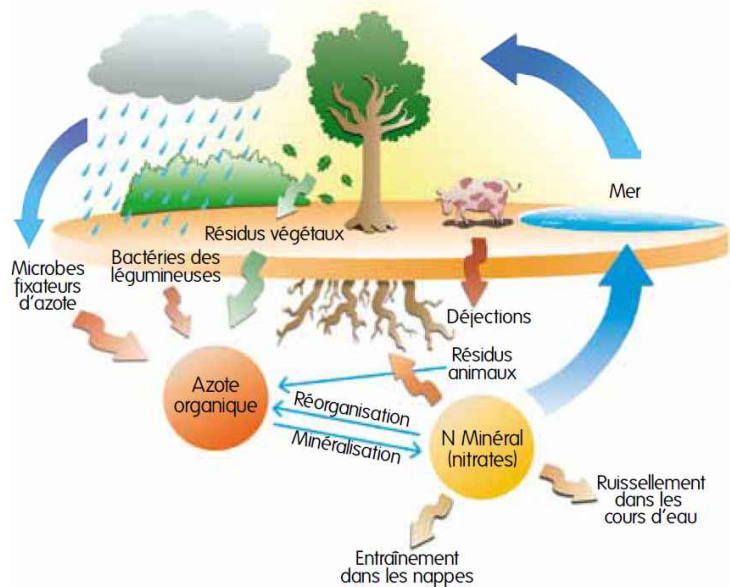 Mer
Résidus végétaux
Microbes
fixateurs
d'azote
Bactéries des
légumineuses
Déjections
Résidus
animaux
Azote
organique
Réorganisation
Minéralisation
N Minéral
(nitrates)
Ruissellement
dans les
cours d'eau
Entraînement
dans les nappes